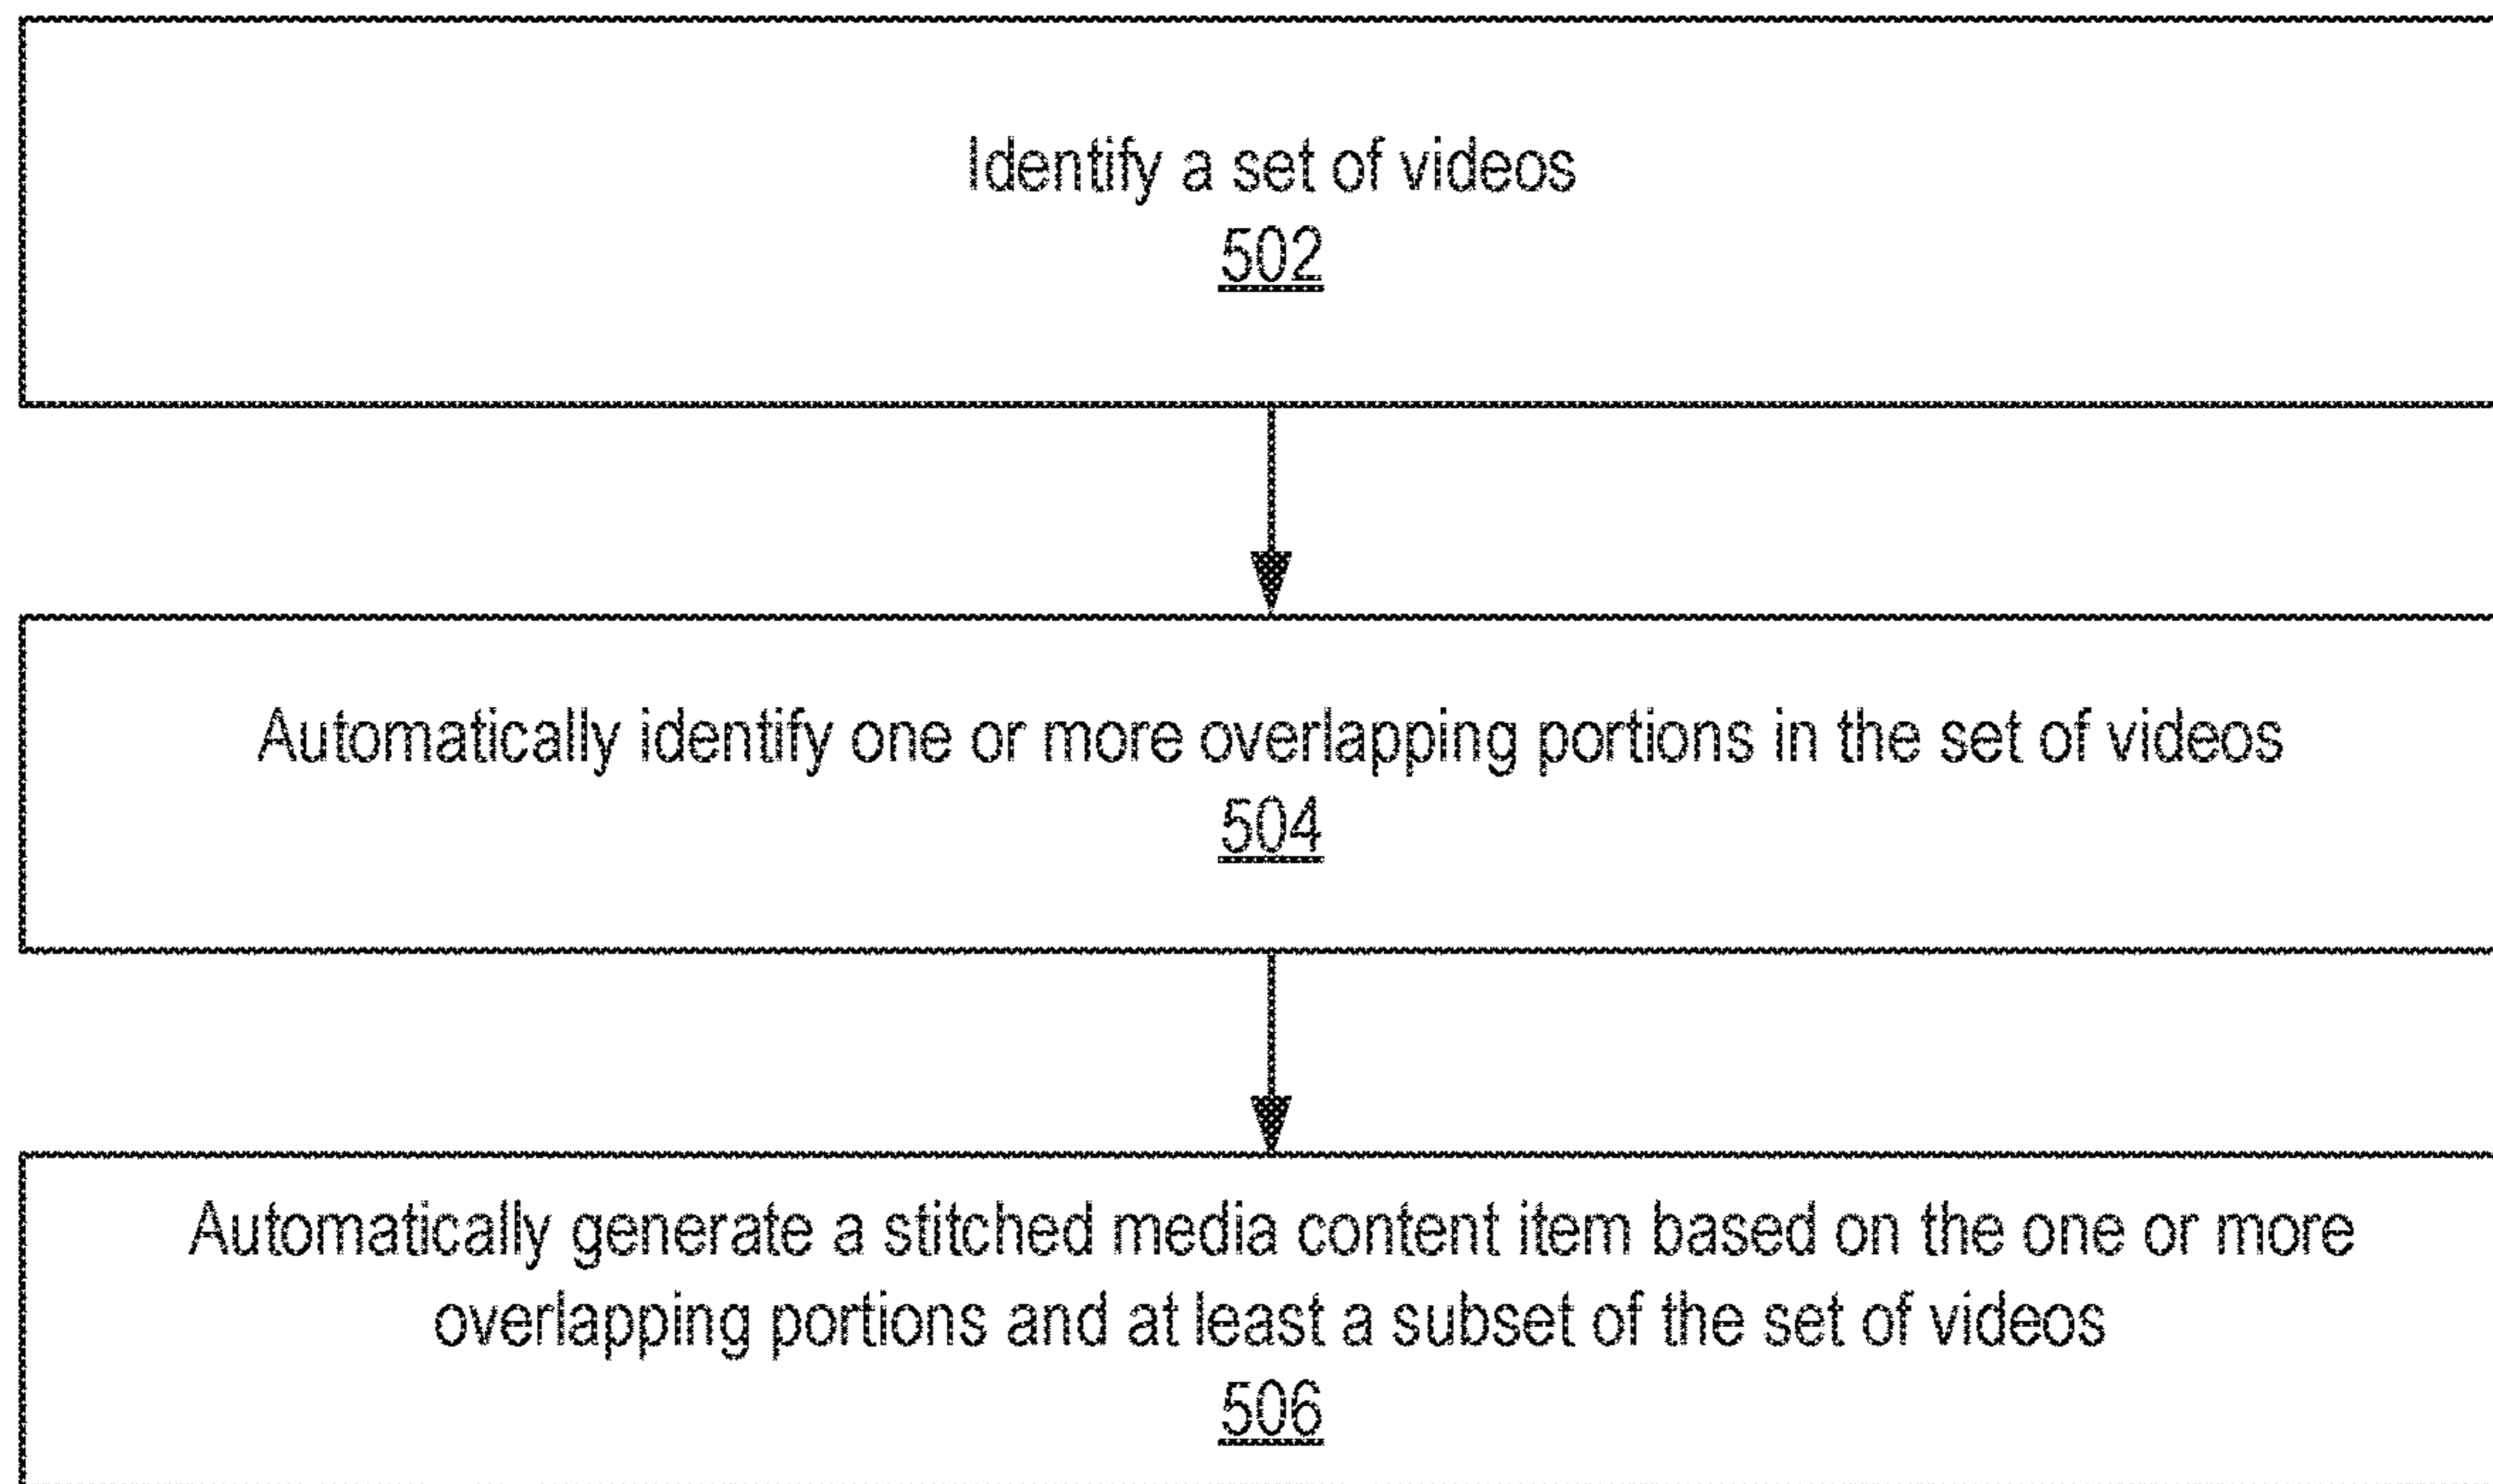 Identify a set of videos
502
Automatically identify one or more overlapping portions in the set of videos
504
Automatically generate a stitched media content item based on the one or more
overlapping portions and at least a subset of the set of videos
506